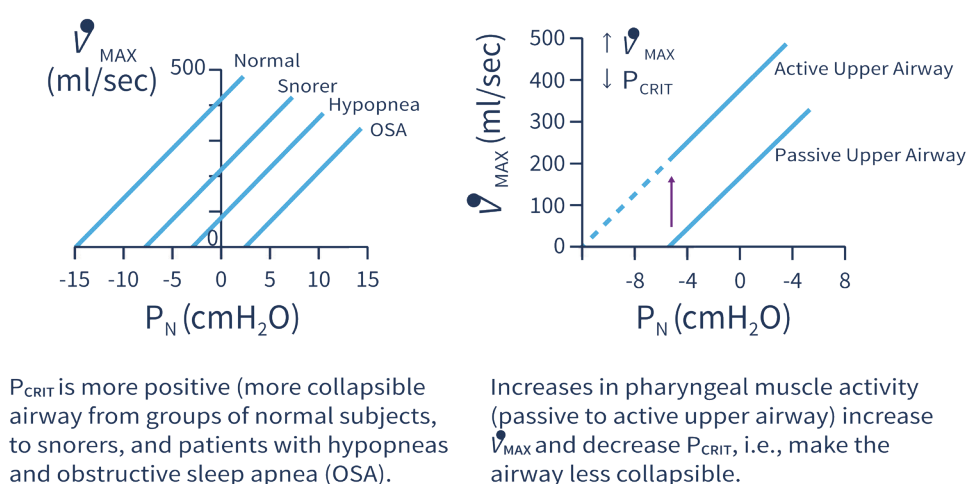 V̇MAX
(ml/sec)
500
0
Normal
Snorer
Hypopnea
OSA
-15 -10 -5 0 5 10 15
PN (cmH2O)
PCRIT is more positive (more collapsible
airway from groups of normal subjects,
to snorers, and patients with hypopneas
and obstructive sleep apnea (OSA).
V̇MAX (ml/sec)
500
400
300
200
100
0
↑ V̇MAX
↓ PCRIT
Active Upper Airway
Passive Upper Airway
-8 -4 0 -4 8
PN (cmH2O)
Increases in pharyngeal muscle activity
(passive to active upper airway) increase
V̇MAX and decrease PCRIT, i.e., make the
airway less collapsible.